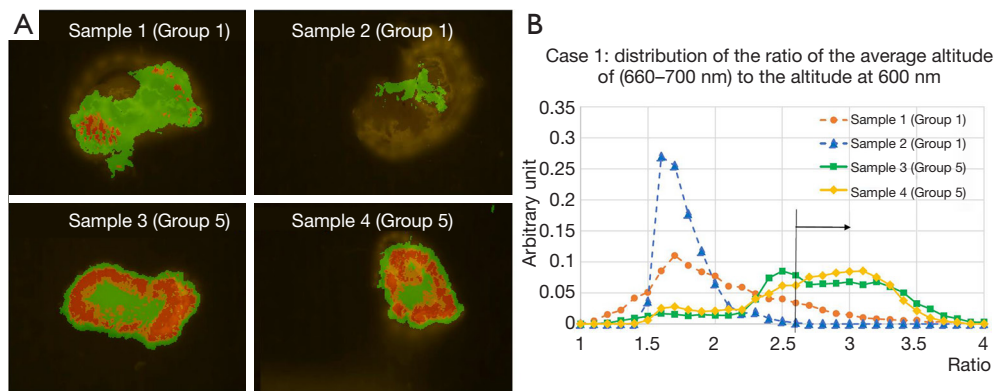 A
Sample 1 (Group 1)
Sample 2 (Group 1)
Sample 3 (Group 5)
Sample 4 (Group 5)
B
Case 1: distribution of the ratio of the average altitude
of (660–700 nm) to the altitude at 600 nm
Arbitrary unit
0.35
0.3
0.25
0.2
0.15
0.1
0.05
0
Sample 1 (Group 1)
Sample 2 (Group 1)
Sample 3 (Group 5)
Sample 4 (Group 5)
1 1.5 2 2.5 3 3.5 4
Ratio